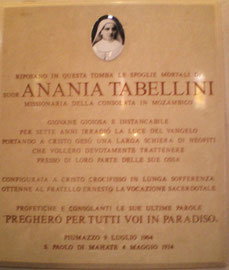 RIPOSANO IN QUESTA TOMBA LE SPOGLIE MORTALI DI
SUOR ANANIA TABELLINI
MISSIONARIA DELLA CONSOLATA IN MOZAMBICO
GIOVANE GIOIOSA E INSTANCABILE
PER SETTE ANNI IRRADIÒ LA LUCE DEL VANGELO
PORTANDO A CRISTO GESÙ UNA LARGA SCHIERA DI NEOFITI
CHE VOLLERO DEVOTAMENTE TRATTENERE
PRESSO DI LORO PARTE DELLE SUE OSSA
CONFIGURATA A CRISTO CROCIFISSO IN LUNGA SOFFERENZA
OTTENNE AL FRATELLO ERNESTO LA VOCAZIONE SACERDOTALE
PROFETICHE E CONSOLANTI LE SUE ULTIME PAROLE
PREGHERÒ PER TUTTI VOI IN PARADISO.
PIUMAZZO 9 LUGLIO
S. PAOLO DI MAHATE 4 MAGGIO